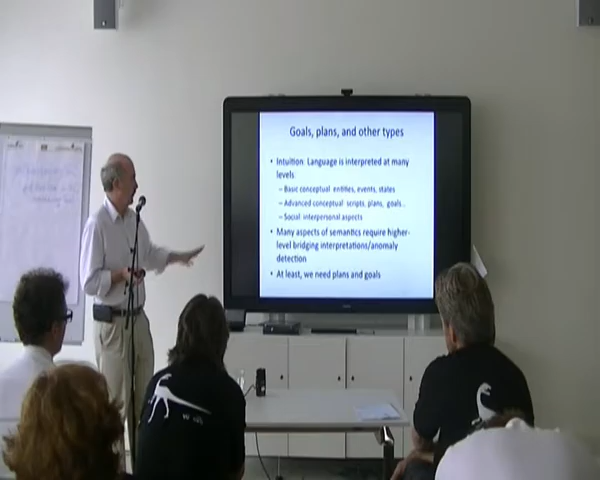 Goals, plans, and other types
• Intuition: Language is interpreted at many
levels
– Basic conceptual entities, events, states
– Advanced conceptual scripts, plans, goals..
– Social interpersonal aspects
• Many aspects of semantics require higher-
level bridging interpretations/anomaly
detection
• At least, we need plans and goals